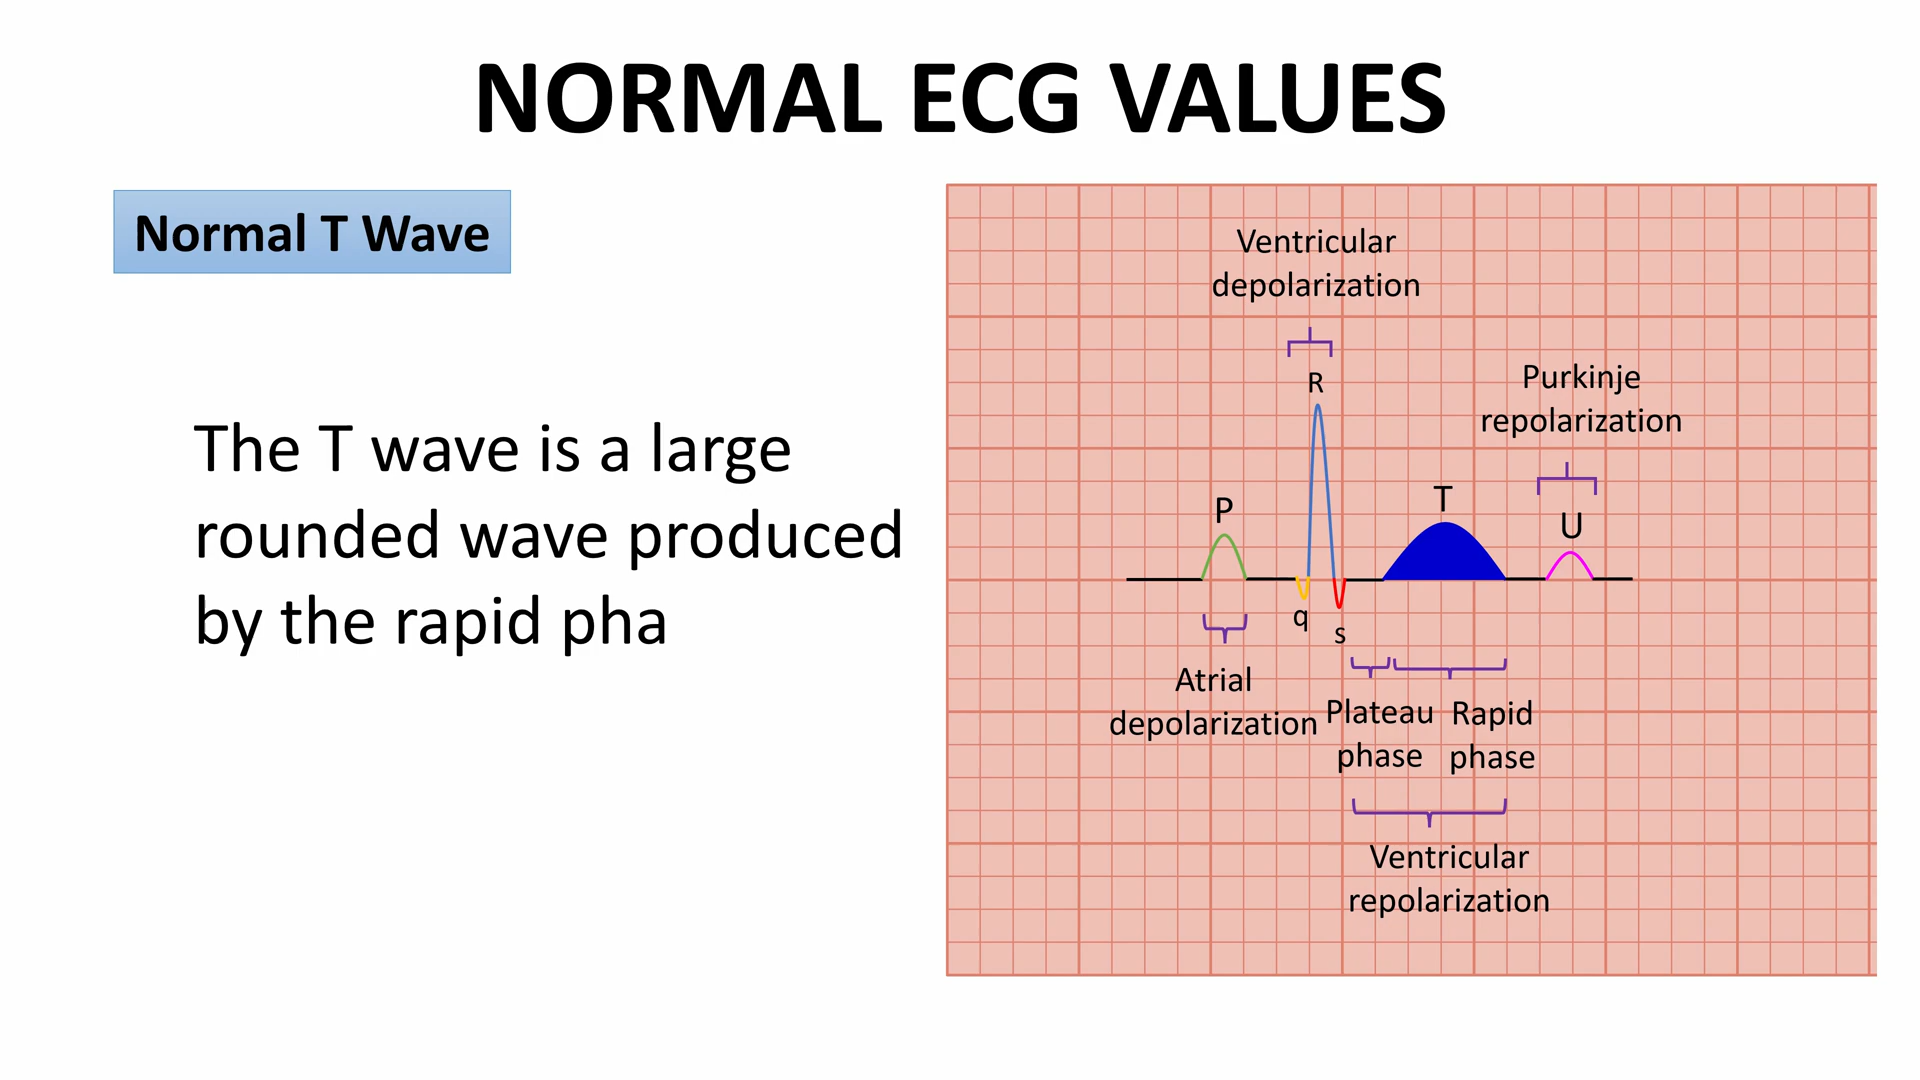 NORMAL ECG VALUES
Normal T Wave
The T wave is a large
rounded wave produced
by the rapid pha
Ventricular
depolarization
R
Purkinje
repolarization
P
T
U
q
s
Atrial
depolarization
Plateau
phase
Rapid
phase
Ventricular
repolarization